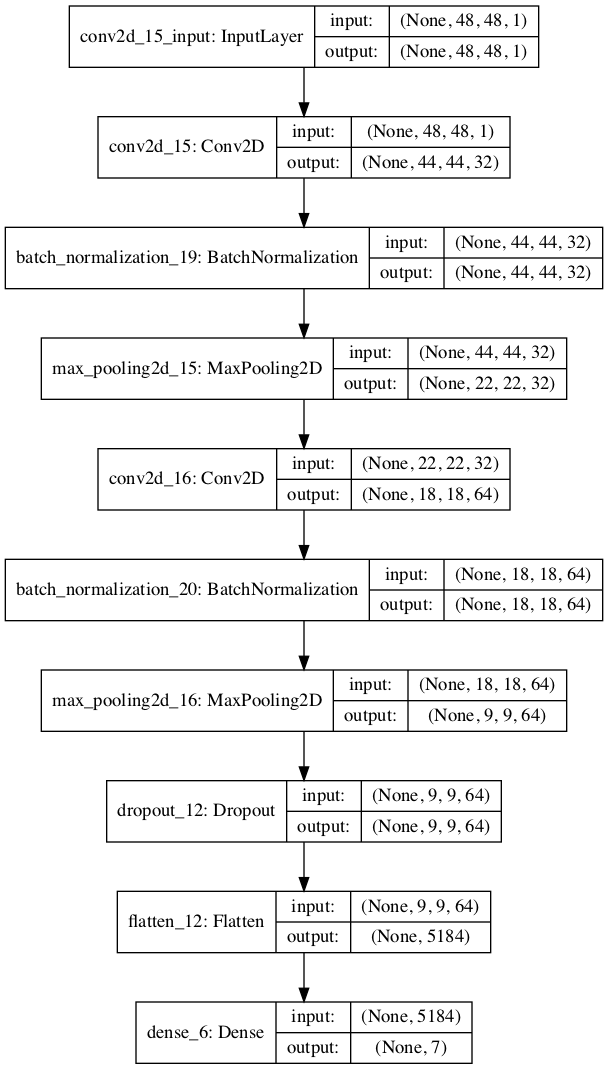 conv2d_15_input: InputLayer
input: (None, 48, 48, 1)
output: (None, 48, 48, 1)
conv2d_15: Conv2D
input: (None, 48, 48, 1)
output: (None, 44, 44, 32)
batch_normalization_19: BatchNormalization
input: (None, 44, 44, 32)
output: (None, 44, 44, 32)
max_pooling2d_15: MaxPooling2D
input: (None, 44, 44, 32)
output: (None, 22, 22, 32)
conv2d_16: Conv2D
input: (None, 22, 22, 32)
output: (None, 18, 18, 64)
batch_normalization_20: BatchNormalization
input: (None, 18, 18, 64)
output: (None, 18, 18, 64)
max_pooling2d_16: MaxPooling2D
input: (None, 18, 18, 64)
output: (None, 9, 9, 64)
dropout_12: Dropout
input: (None, 9, 9, 64)
output: (None, 9, 9, 64)
flatten_12: Flatten
input: (None, 9, 9, 64)
output: (None, 5184)
dense_6: Dense
input: (None, 5184)
output: (None, 7)